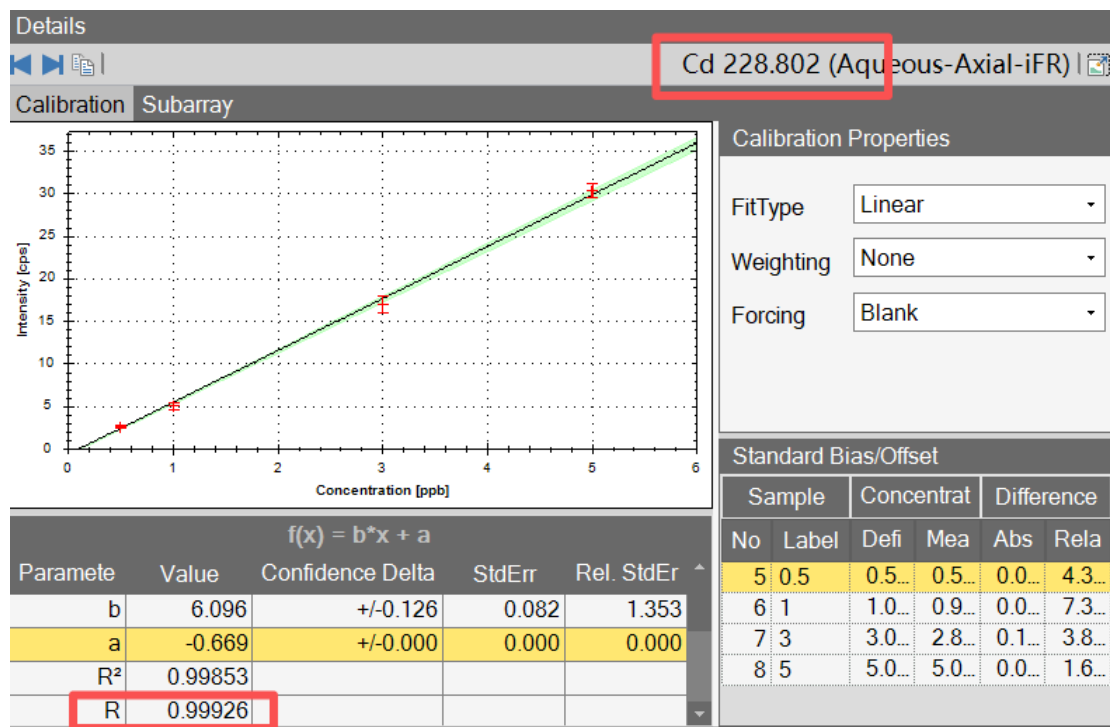 Details
Cd 228.802 (Aqueous-Axial-iFR)
Calibration Subarray
35
30
25
20
15
10
5
0
Intensity [cps]
0 1 2 3 4 5 6
Concentration [ppb]
Calibration Properties
FitType Linear
Weighting None
Forcing Blank
f(x) = b*x + a
Paramete Value Confidence Delta StdErr Rel. StdEr
b 6.096 +/-0.126 0.082 1.353
a -0.669 +/-0.000 0.000 0.000
R² 0.99853
R 0.99926
Standard Bias/Offset
Sample Concentrat Difference
No Label Defi Mea Abs Rela
5 0.5 0.5... 0.5... 0.0... 4.3...
6 1 1.0... 0.9... 0.0... 7.3...
7 3 3.0... 2.8... 0.1... 3.8...
8 5 5.0... 5.0... 0.0... 1.6...